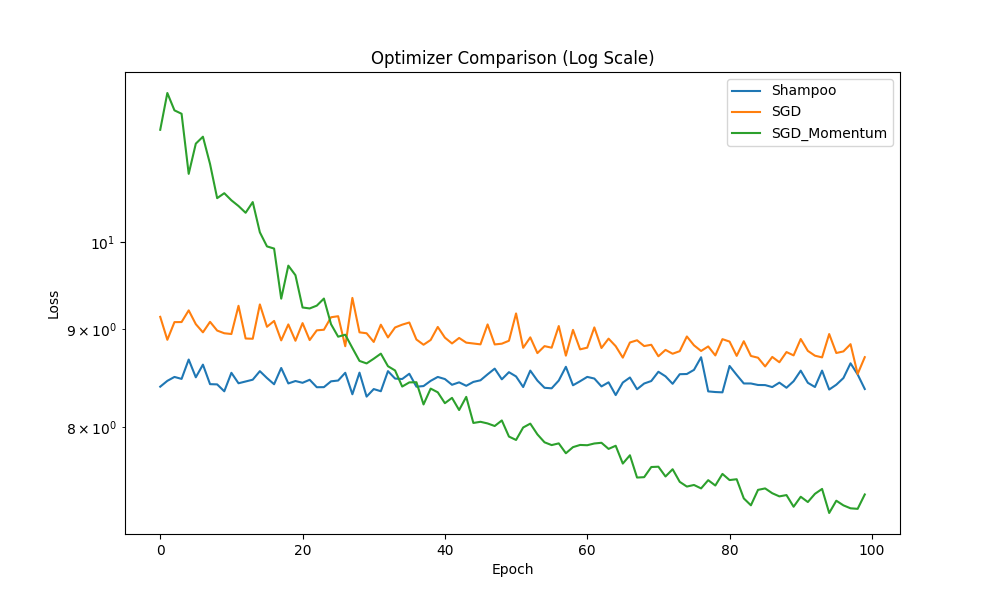 Optimizer Comparison (Log Scale)
Shampoo
SGD
SGD_Momentum
Loss
10¹
9 × 10⁰
8 × 10⁰
0 20 40 60 80 100
Epoch